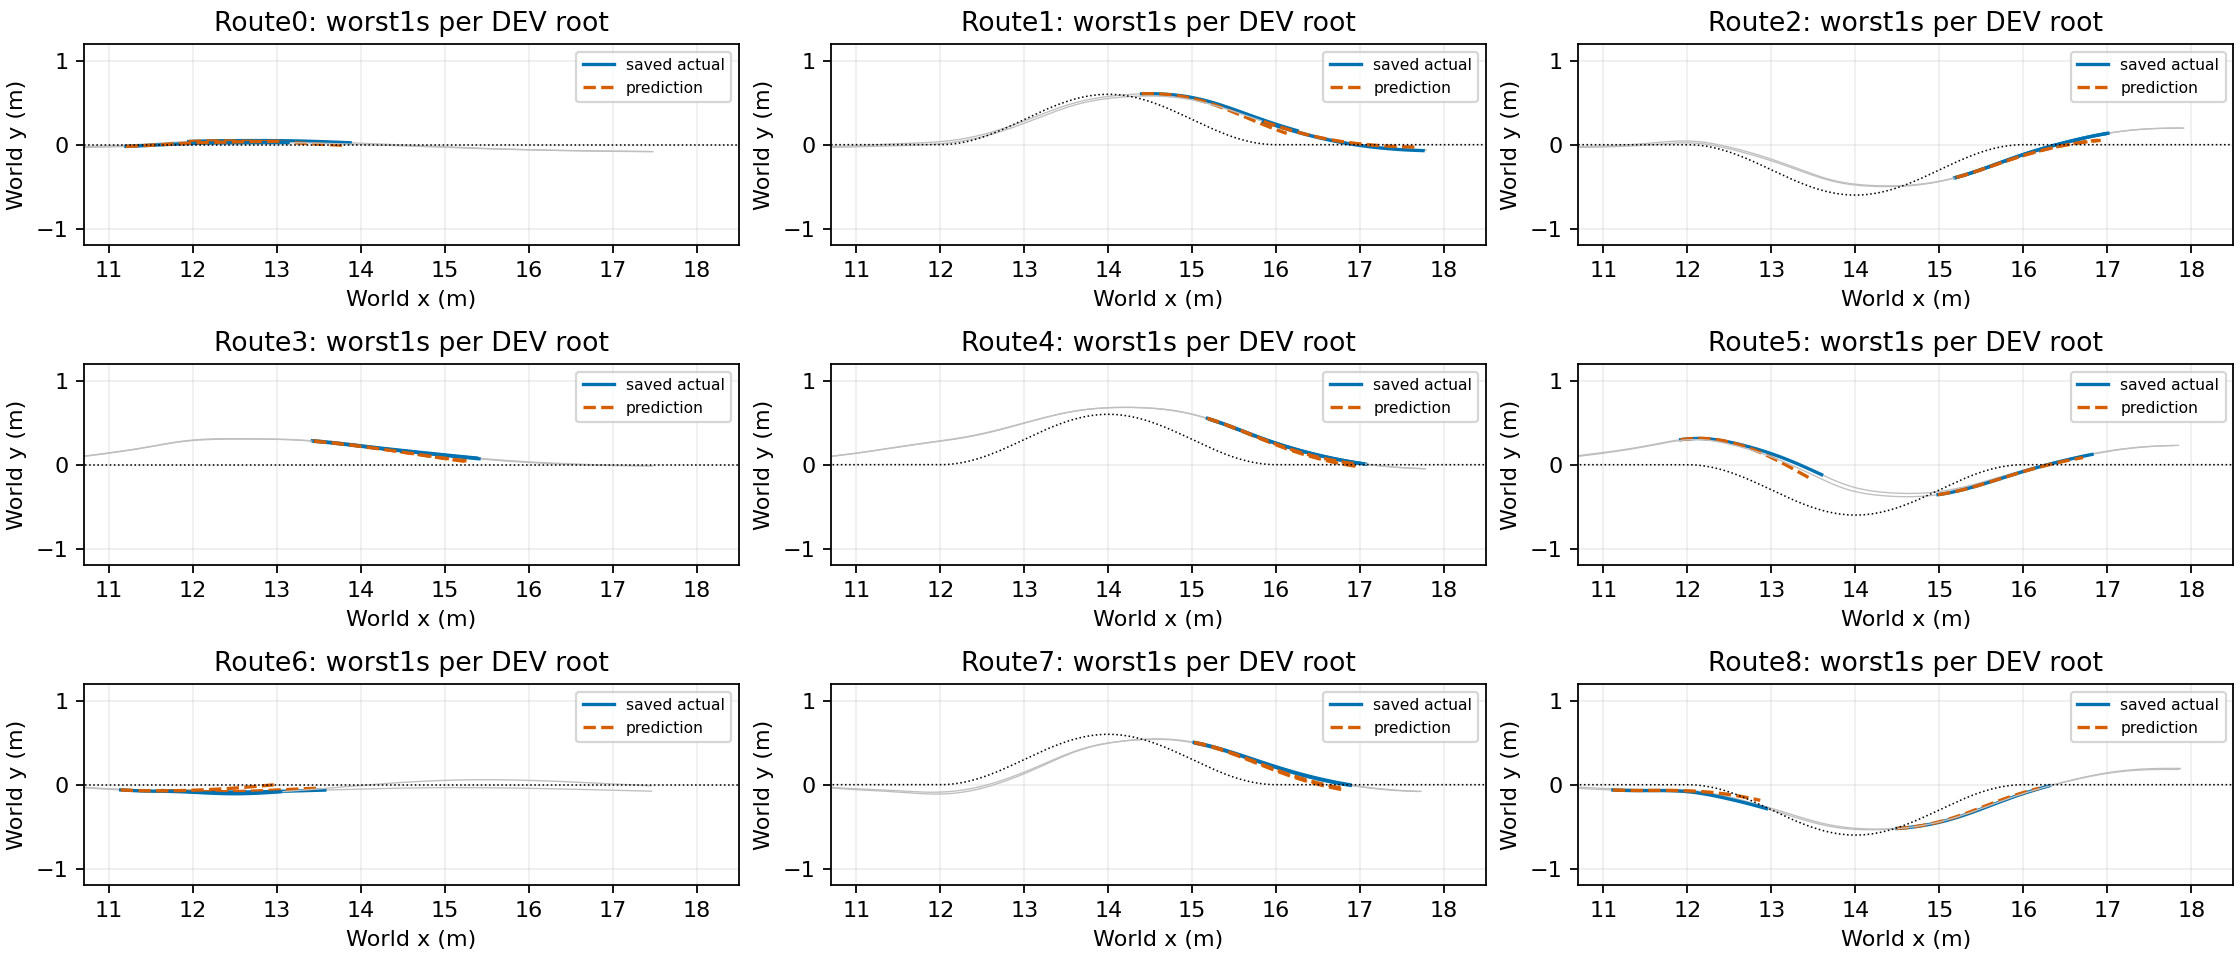 Route0: worst1s per DEV root
World y (m)
1
0
−1
saved actual
prediction
11 12 13 14 15 16 17 18
World x (m)
Route1: worst1s per DEV root
World y (m)
1
0
−1
saved actual
prediction
11 12 13 14 15 16 17 18
World x (m)
Route2: worst1s per DEV root
World y (m)
1
0
−1
saved actual
prediction
11 12 13 14 15 16 17 18
World x (m)
Route3: worst1s per DEV root
World y (m)
1
0
−1
saved actual
prediction
11 12 13 14 15 16 17 18
World x (m)
Route4: worst1s per DEV root
World y (m)
1
0
−1
saved actual
prediction
11 12 13 14 15 16 17 18
World x (m)
Route5: worst1s per DEV root
World y (m)
1
0
−1
saved actual
prediction
11 12 13 14 15 16 17 18
World x (m)
Route6: worst1s per DEV root
World y (m)
1
0
−1
saved actual
prediction
11 12 13 14 15 16 17 18
World x (m)
Route7: worst1s per DEV root
World y (m)
1
0
−1
saved actual
prediction
11 12 13 14 15 16 17 18
World x (m)
Route8: worst1s per DEV root
World y (m)
1
0
−1
saved actual
prediction
11 12 13 14 15 16 17 18
World x (m)